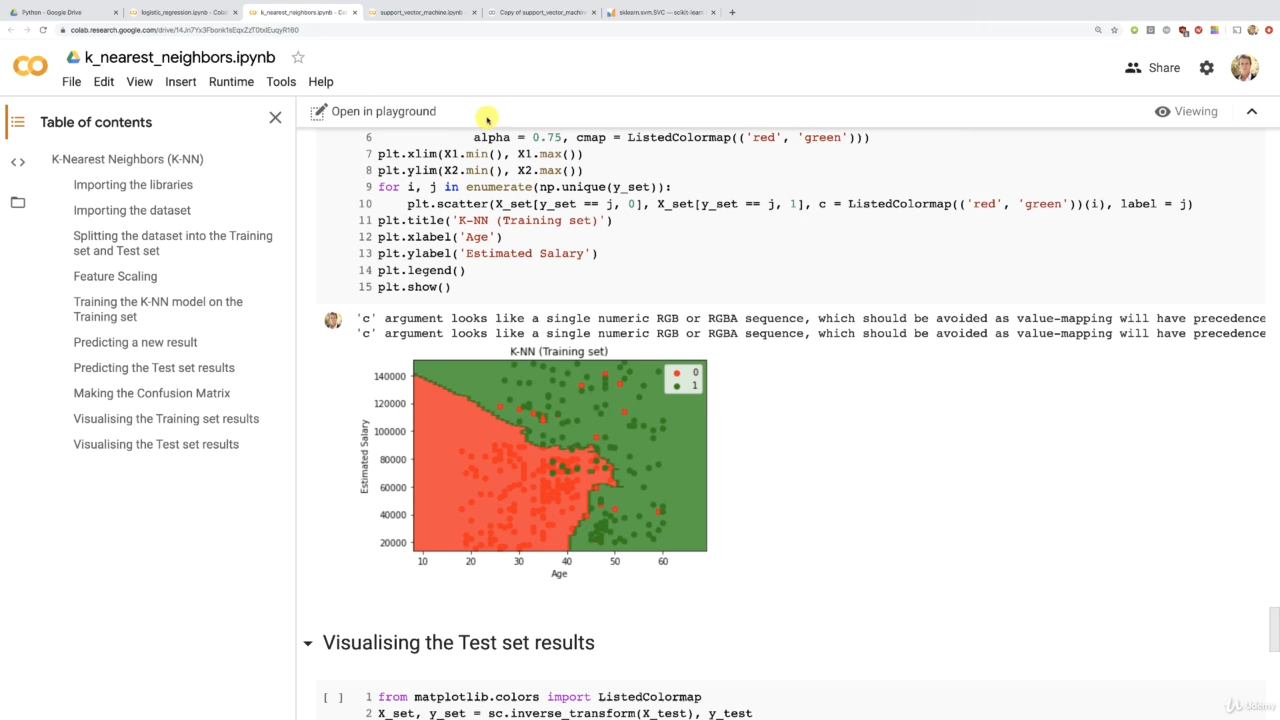 Python - Google Drive
logistic_regression.ipynb - Colab
k_nearest_neighbors.ipynb - Col
support_vector_machine.ipynb
Copy of support_vector_machine
sklearn.svm.SVC — scikit-learn
colab.research.google.com/drive/
k_nearest_neighbors.ipynb
File Edit View Insert Runtime Tools Help
Share
Table of contents
Open in playground
Viewing
K-Nearest Neighbors (K-NN)
Importing the libraries
Importing the dataset
Splitting the dataset into the Training
set and Test set
Feature Scaling
Training the K-NN model on the
Training set
Predicting a new result
Predicting the Test set results
Making the Confusion Matrix
Visualising the Training set results
Visualising the Test set results
6 alpha = 0.75, cmap = ListedColormap(('red', 'green')))
7 plt.xlim(X1.min(), X1.max())
8 plt.ylim(X2.min(), X2.max())
9 for i, j in enumerate(np.unique(y_set)):
10 plt.scatter(X_set[y_set == j, 0], X_set[y_set == j, 1], c = ListedColormap(('red', 'green'))(i), label = j)
11 plt.title('K-NN (Training set)')
12 plt.xlabel('Age')
13 plt.ylabel('Estimated Salary')
14 plt.legend()
15 plt.show()
'c' argument looks like a single numeric RGB or RGBA sequence, which should be avoided as value-mapping will have precedence
'c' argument looks like a single numeric RGB or RGBA sequence, which should be avoided as value-mapping will have precedence
K-NN (Training set)
0
1
140000
120000
100000
80000
60000
40000
20000
Estimated Salary
10 20 30 40 50 60
Age
Visualising the Test set results
[ ] 1 from matplotlib.colors import ListedColormap
2 X_set, y_set = sc.inverse_transform(X_test), y_test
Udemy